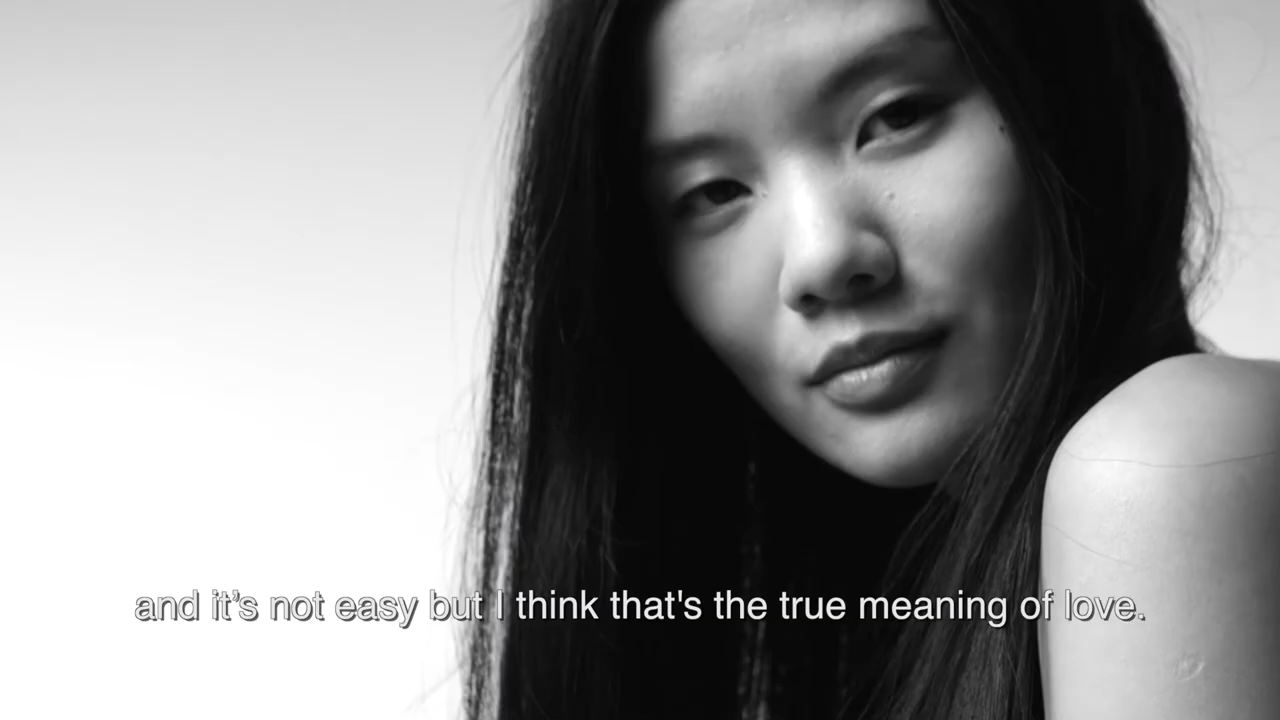 and it’s not easy but I think that's the true meaning of love.